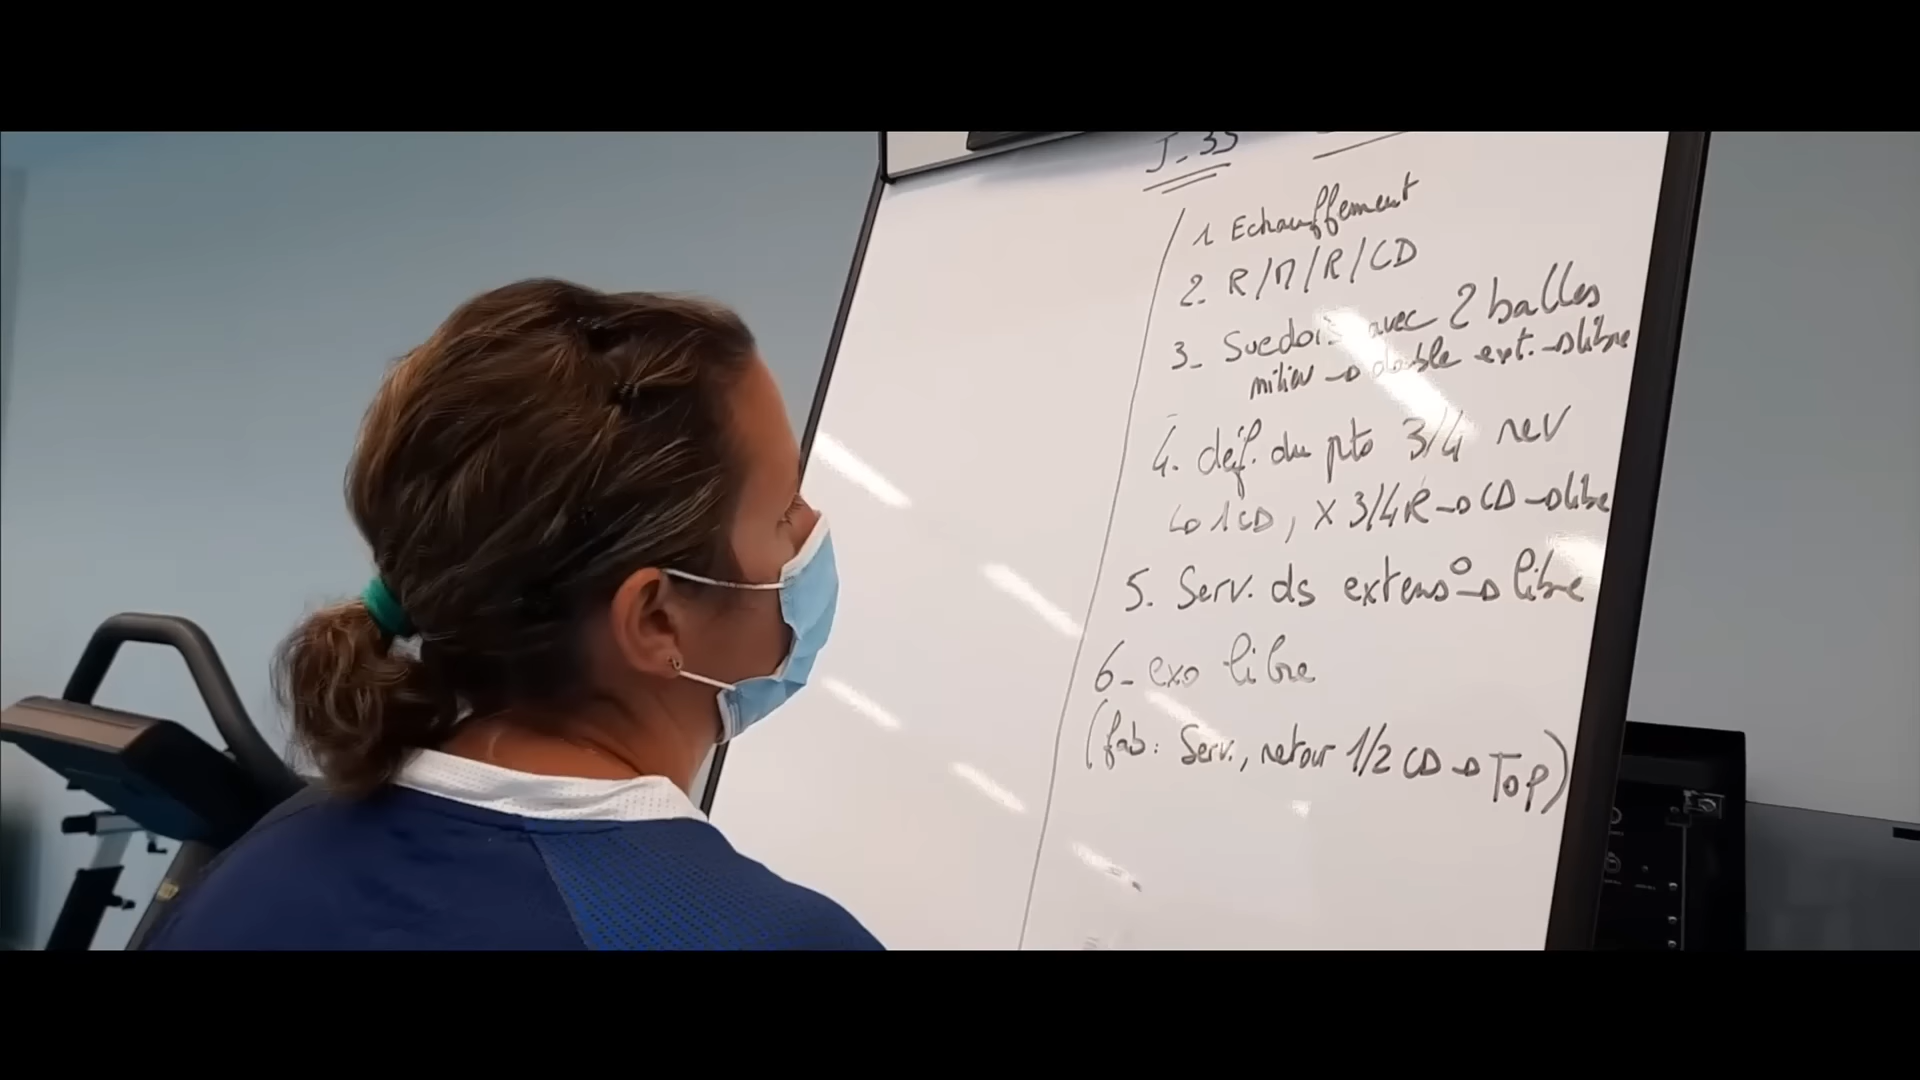 J-33
1. Echauffement
2. R/M/R/CD
3- Suedois avec 2 balles
milieu → double ext. → libre
4. déf. du pto 3/4 rev
↳ 1 CD, X 3/4 R → CD → libre
5. Serv. ds extens° → libre
6- exo libre
(fab: Serv., retour 1/2 CD → Top)